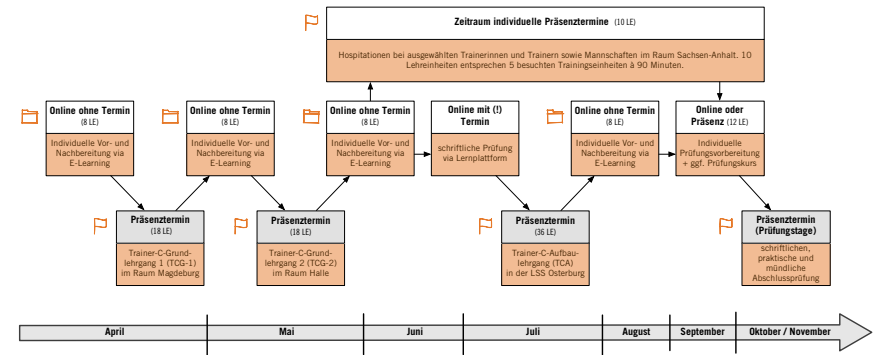 Zeitraum individuelle Präsenztermine (10 LE)
Hospitationen bei ausgewählten Trainerinnen und Trainern sowie Mannschaften im Raum Sachsen-Anhalt. 10
Lehreinheiten entsprechen 5 besuchten Trainingseinheiten à 90 Minuten.
Online ohne Termin
(8 LE)
Individuelle Vor- und
Nachbereitung via
E-Learning
Online ohne Termin
(8 LE)
Individuelle Vor- und
Nachbereitung via
E-Learning
Online ohne Termin
(8 LE)
Individuelle Vor- und
Nachbereitung via
E-Learning
Online mit (!)
Termin
schriftliche Prüfung
via Lernplattform
Online ohne Termin
(8 LE)
Individuelle Vor- und
Nachbereitung via
E-Learning
Online oder
Präsenz (12 LE)
Individuelle
Prüfungsvorbereitung
+ ggf. Prüfungskurs
Präsenztermin
(18 LE)
Trainer-C-Grund-
lehrgang 1 (TCG-1)
im Raum Magdeburg
Präsenztermin
(18 LE)
Trainer-C-Grund-
lehrgang 2 (TCG-2)
im Raum Halle
Präsenztermin
(36 LE)
Trainer-C-Aufbau-
lehrgang (TCA)
in der LSS Osterburg
Präsenztermin
(Prüfungstage)
schriftlichen,
praktische und
mündliche
Abschlussprüfung
April
Mai
Juni
Juli
August
September
Oktober / November